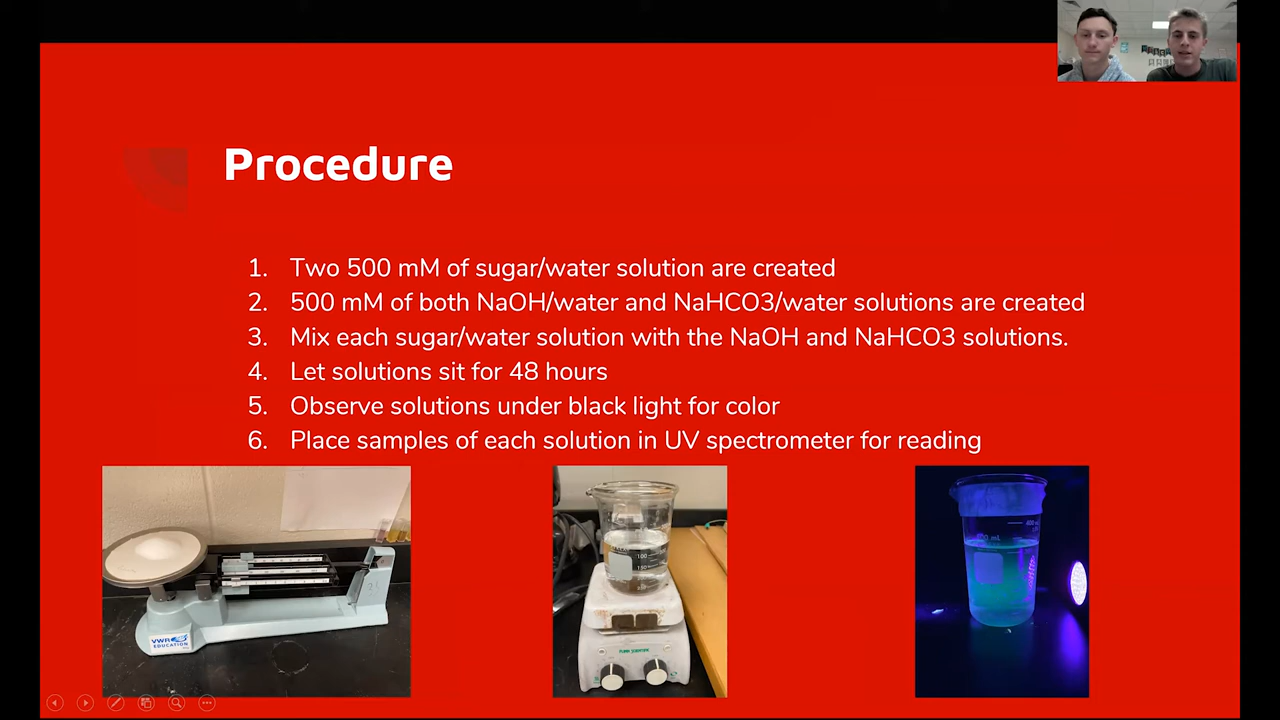 Procedure
1. Two 500 mM of sugar/water solution are created
2. 500 mM of both NaOH/water and NaHCO3/water solutions are created
3. Mix each sugar/water solution with the NaOH and NaHCO3 solutions.
4. Let solutions sit for 48 hours
5. Observe solutions under black light for color
6. Place samples of each solution in UV spectrometer for reading
VWR
EDUCATION